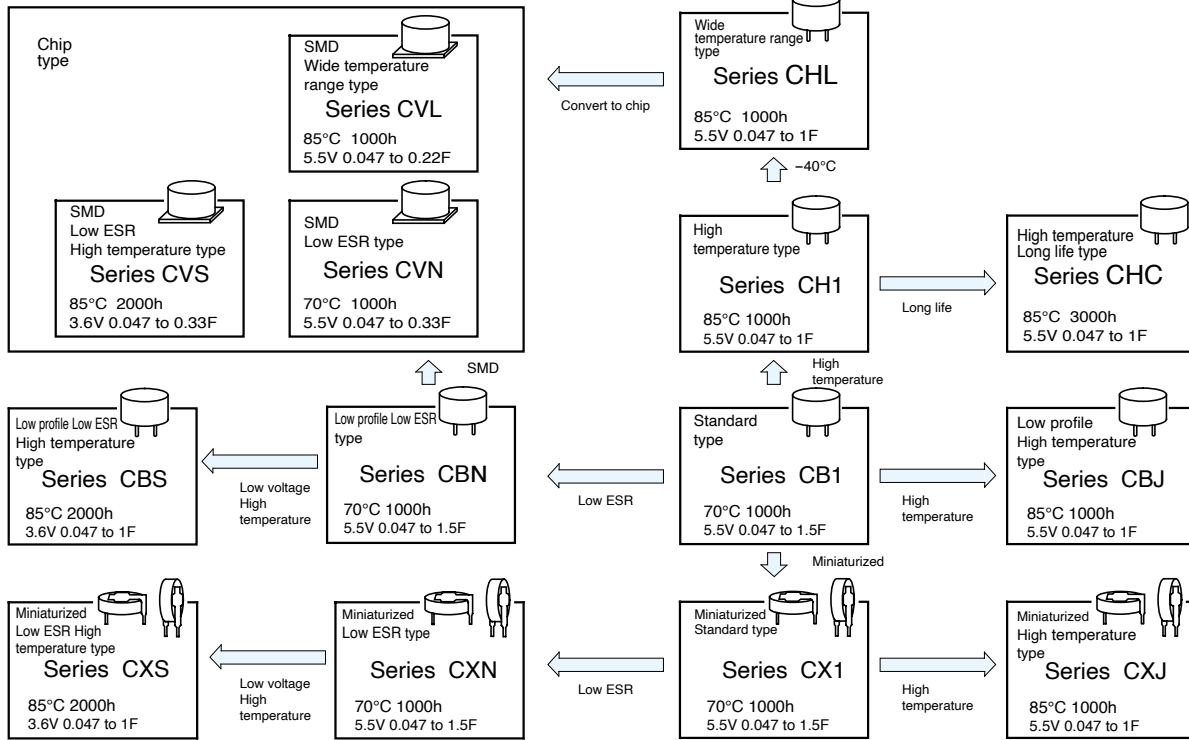 Chip
type
SMD
Wide temperature
range type
Series CVL
85°C 1000h
5.5V 0.047 to 0.22F
Convert to chip
Wide
temperature range
type
Series CHL
85°C 1000h
5.5V 0.047 to 1F
−40°C
SMD
Low ESR
High temperature type
Series CVS
85°C 2000h
3.6V 0.047 to 0.33F
SMD
Low ESR type
Series CVN
70°C 1000h
5.5V 0.047 to 0.33F
High
temperature type
Series CH1
85°C 1000h
5.5V 0.047 to 1F
Long life
High temperature
Long life type
Series CHC
85°C 3000h
5.5V 0.047 to 1F
SMD
High
temperature
Low profile Low ESR
High temperature
type
Series CBS
85°C 2000h
3.6V 0.047 to 1F
Low voltage
High
temperature
Low profile Low ESR
type
Series CBN
70°C 1000h
5.5V 0.047 to 1.5F
Low ESR
Standard
type
Series CB1
70°C 1000h
5.5V 0.047 to 1.5F
High
temperature
Low profile
High temperature
type
Series CBJ
85°C 1000h
5.5V 0.047 to 1F
Miniaturized
Miniaturized
Low ESR High
temperature type
Series CXS
85°C 2000h
3.6V 0.047 to 1F
Low voltage
High
temperature
Miniaturized
Low ESR type
Series CXN
70°C 1000h
5.5V 0.047 to 1.5F
Low ESR
Miniaturized
Standard type
Series CX1
70°C 1000h
5.5V 0.047 to 1.5F
High
temperature
Miniaturized
High temperature
type
Series CXJ
85°C 1000h
5.5V 0.047 to 1F